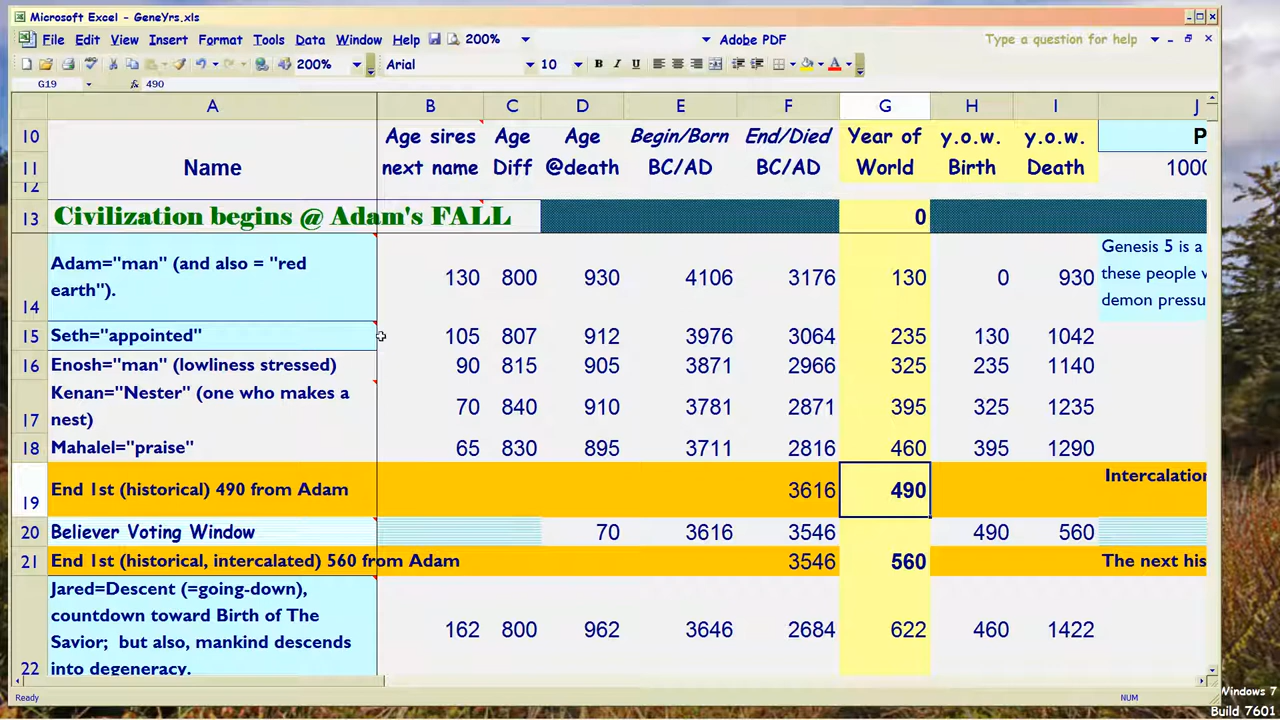 Microsoft Excel - GeneYrs.xls
File Edit View Insert Format Tools Data Window Help 200% Adobe PDF Type a question for help
200% Arial 10 B I U
G19 fx 490
A B C D E F G H I J
10 Age sires Age Age Begin/Born End/Died Year of y.o.w. y.o.w. P
11 Name next name Diff @death BC/AD BC/AD World Birth Death 1000
12
13 Civilization begins @ Adam's FALL 0
Adam="man" (and also = "red
earth").
14 130 800 930 4106 3176 130 0 930
Genesis 5 is a
these people w
demon pressu
15 Seth="appointed" 105 807 912 3976 3064 235 130 1042
16 Enosh="man" (lowliness stressed) 90 815 905 3871 2966 325 235 1140
Kenan="Nester" (one who makes a
nest)
17 70 840 910 3781 2871 395 325 1235
18 Mahalel="praise" 65 830 895 3711 2816 460 395 1290
19 End 1st (historical) 490 from Adam 3616 490 Intercalation
20 Believer Voting Window 70 3616 3546 490 560
21 End 1st (historical, intercalated) 560 from Adam 3546 560 The next his
Jared=Descent (=going-down),
countdown toward Birth of The
Savior; but also, mankind descends
into degeneracy.
22 162 800 962 3646 2684 622 460 1422
Ready NUM
Windows 7
Build 7601